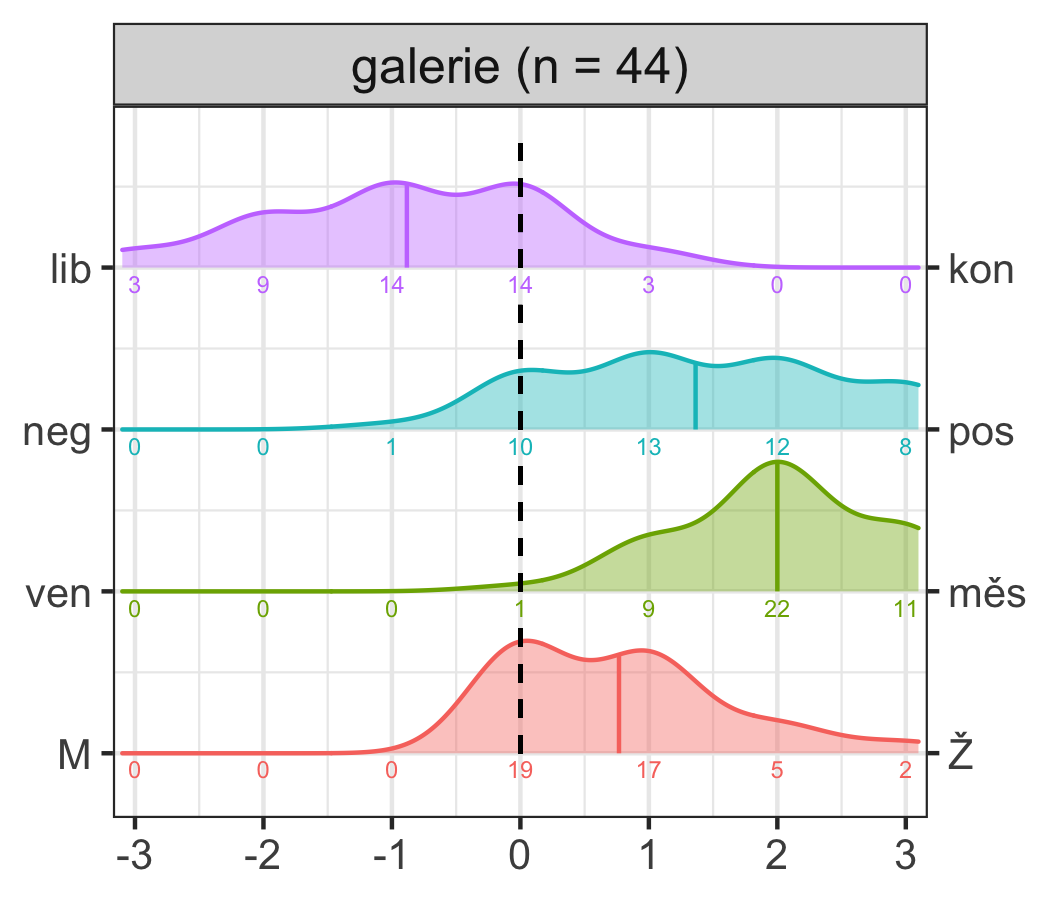 galerie (n = 44)
lib kon
3 9 14 14 3 0 0
neg pos
0 0 1 10 13 12 8
ven měs
0 0 0 1 9 22 11
M Ž
0 0 0 19 17 5 2
-3 -2 -1 0 1 2 3